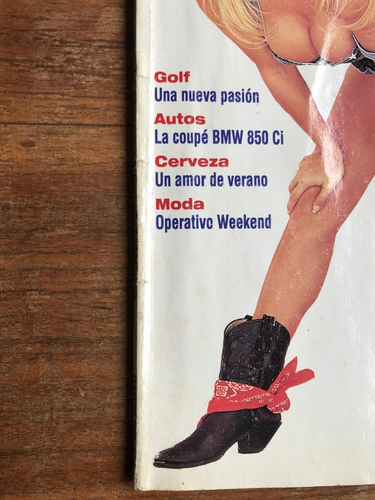 Golf
Una nueva pasión
Autos
La coupé BMW 850 Ci
Cerveza
Un amor de verano
Moda
Operativo Weekend